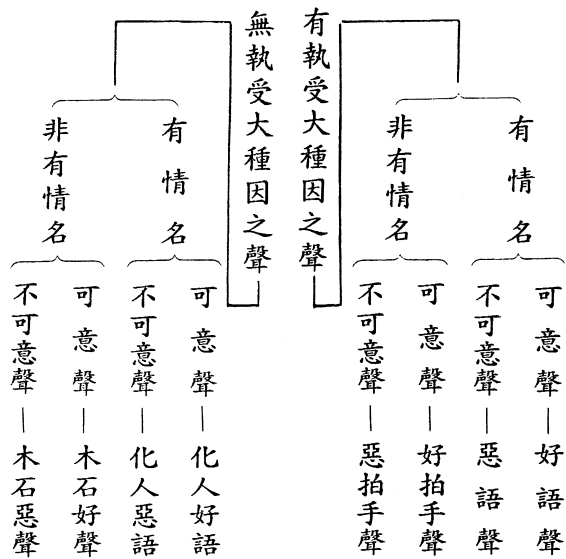 有執受大種因之聲
有情名
可意聲
好語聲
不可意聲
惡語聲
非有情名
可意聲
好拍手聲
不可意聲
惡拍手聲
無執受大種因之聲
有情名
可意聲
化人好語
不可意聲
化人惡語
非有情名
可意聲
木石好聲
不可意聲
木石惡聲